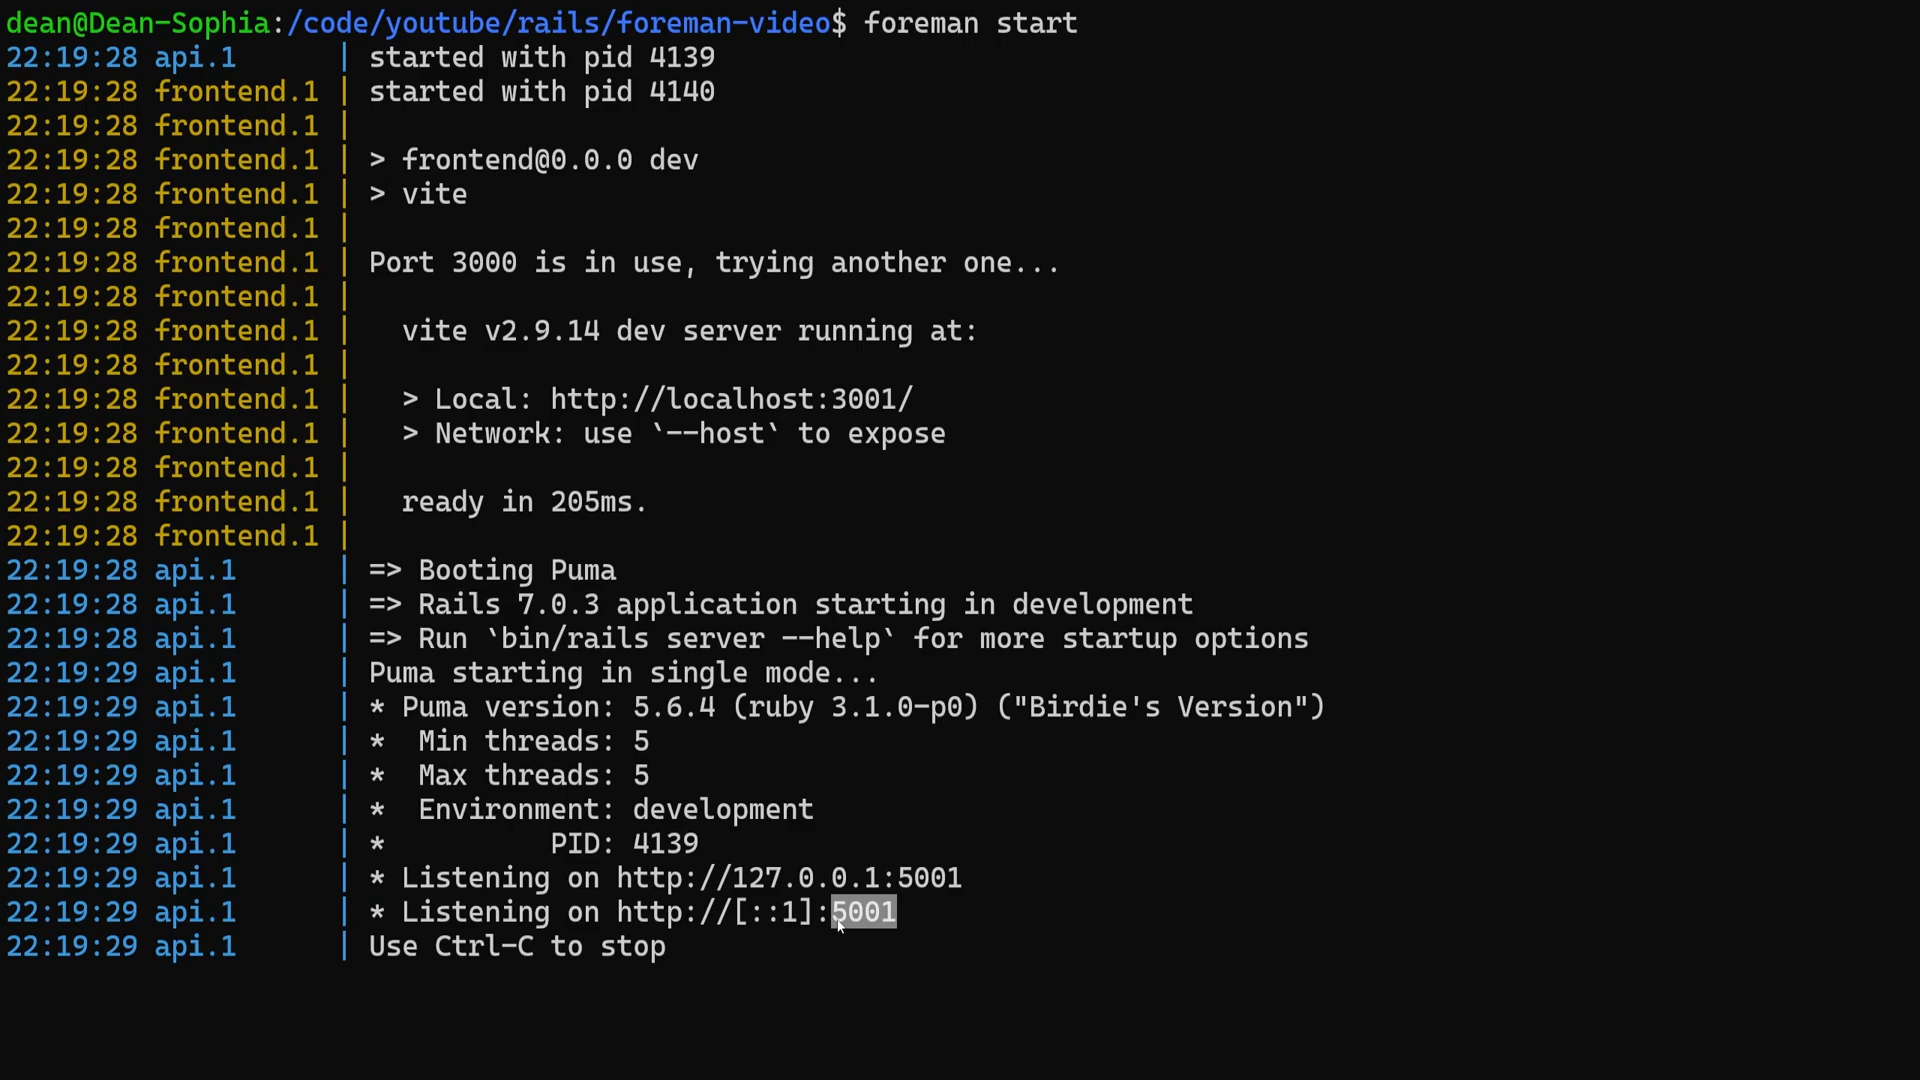 dean@Dean-Sophia:/code/youtube/rails/foreman-video$ foreman start
22:19:28 api.1      | started with pid 4139
22:19:28 frontend.1 | started with pid 4140
22:19:28 frontend.1 |
22:19:28 frontend.1 | > frontend@0.0.0 dev
22:19:28 frontend.1 | > vite
22:19:28 frontend.1 |
22:19:28 frontend.1 | Port 3000 is in use, trying another one...
22:19:28 frontend.1 |
22:19:28 frontend.1 |   vite v2.9.14 dev server running at:
22:19:28 frontend.1 |
22:19:28 frontend.1 |   > Local: http://localhost:3001/
22:19:28 frontend.1 |   > Network: use `--host` to expose
22:19:28 frontend.1 |
22:19:28 frontend.1 |   ready in 205ms.
22:19:28 frontend.1 |
22:19:28 api.1      | => Booting Puma
22:19:28 api.1      | => Rails 7.0.3 application starting in development
22:19:28 api.1      | => Run `bin/rails server --help` for more startup options
22:19:29 api.1      | Puma starting in single mode...
22:19:29 api.1      | * Puma version: 5.6.4 (ruby 3.1.0-p0) ("Birdie's Version")
22:19:29 api.1      | *  Min threads: 5
22:19:29 api.1      | *  Max threads: 5
22:19:29 api.1      | *  Environment: development
22:19:29 api.1      | *          PID: 4139
22:19:29 api.1      | * Listening on http://127.0.0.1:5001
22:19:29 api.1      | * Listening on http://[::1]:5001
22:19:29 api.1      | Use Ctrl-C to stop